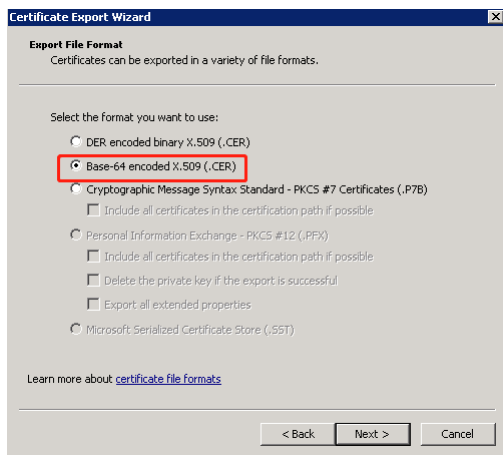 Certificate Export Wizard
Export File Format
Certificates can be exported in a variety of file formats.
Select the format you want to use:
DER encoded binary X.509 (.CER)
Base-64 encoded X.509 (.CER)
Cryptographic Message Syntax Standard - PKCS #7 Certificates (.P7B)
Include all certificates in the certification path if possible
Personal Information Exchange - PKCS #12 (.PFX)
Include all certificates in the certification path if possible
Delete the private key if the export is successful
Export all extended properties
Microsoft Serialized Certificate Store (.SST)
Learn more about certificate file formats
< Back Next > Cancel